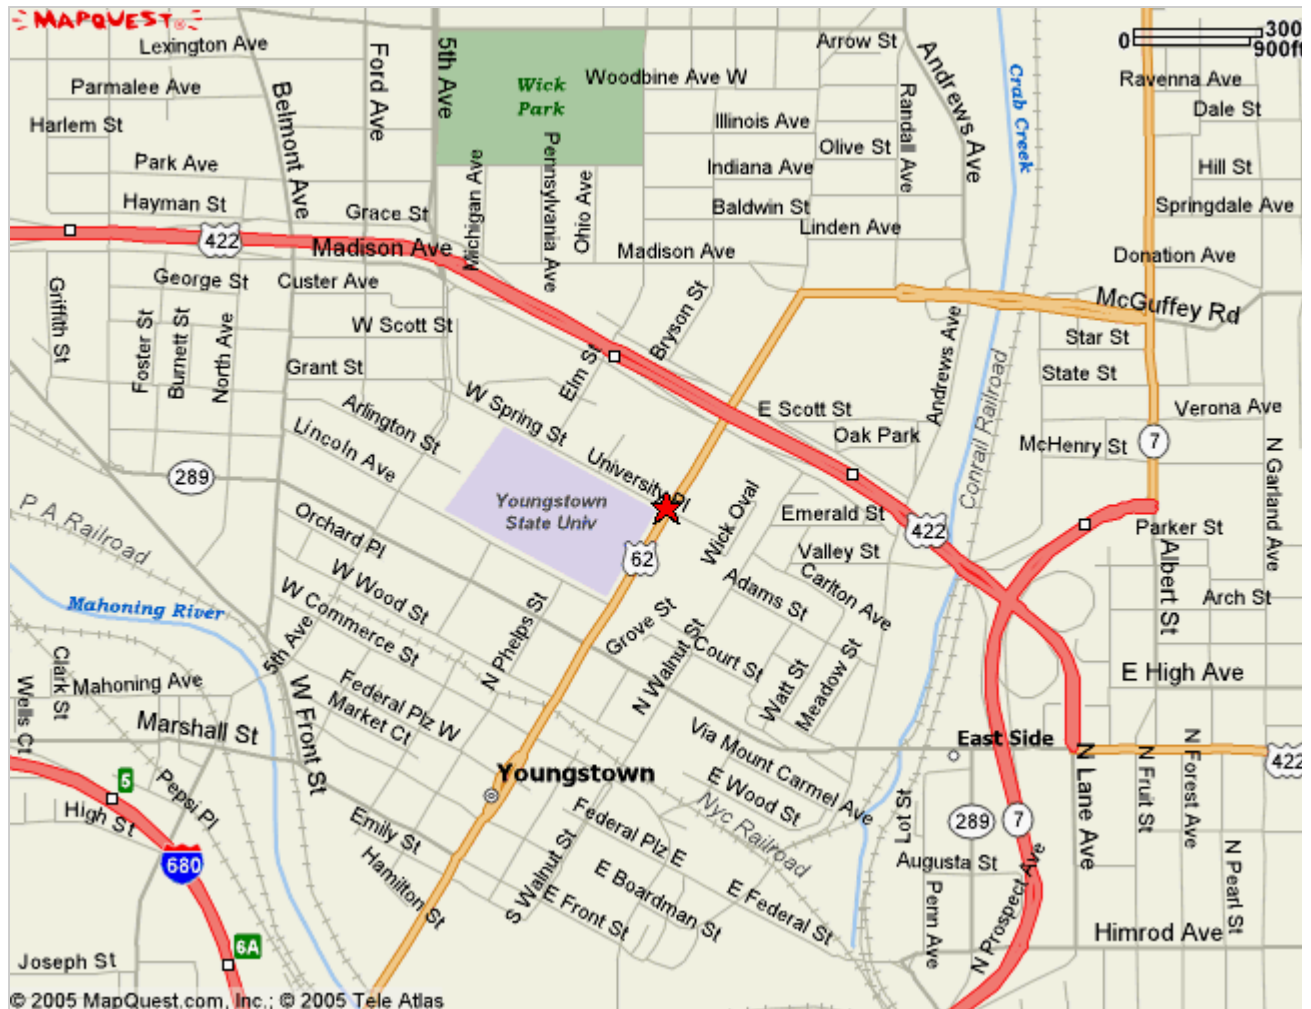 MAPQUEST®
Lexington Ave
Ford Ave
5th Ave
Arrow St
0
300
900ft
Parmalee Ave
Belmont Ave
Wick
Park
Woodbine Ave W
Andrews Ave
Crab Creek
Ravenna Ave
Dale St
Harlem St
Illinois Ave
Randall Ave
Park Ave
Michigan Ave
Pennsylvania Ave
Ohio Ave
Indiana Ave
Olive St
Hill St
Hayman St
Grace St
Baldwin St
Linden Ave
Springdale Ave
422
Madison Ave
Madison Ave
Donation Ave
Griffith St
George St
Custer Ave
Bryson St
McGuffey Rd
Foster St
Burnett St
North Ave
W Scott St
Elm St
Andrews Ave
Star St
Grant St
Conrail Railroad
State St
Arlington St
W Spring St
E Scott St
Verona Ave
Lincoln Ave
Oak Park
McHenry St
7
N Garland Ave
289
University Pl
P A Railroad
Youngstown
State Univ
Wick Oval
Emerald St
422
Parker St
Orchard Pl
62
Valley St
Albert St
W Wood St
Adams St
Carlton Ave
Mahoning River
W Commerce St
N Phelps St
Grove St
Arch St
5th Ave
N Walnut St
Court St
Clark St
Mahoning Ave
Watt St
Meadow St
E High Ave
Wells Ct
Marshall St
W Front St
Federal Plz W
Market Ct
Via Mount Carmel Ave
East Side
N Lane Ave
N Fruit St
N Forest Ave
422
5
Pepsi Pl
Youngstown
E Wood St
Nyc Railroad
Lot St
High St
Emily St
Federal Plz E
289
7
680
Hamilton St
S Walnut St
E Boardman St
Augusta St
N Pearl St
E Front St
E Federal St
Penn Ave
N Prospect Ave
Himrod Ave
6A
Joseph St
© 2005 MapQuest.com, Inc.; © 2005 Tele Atlas